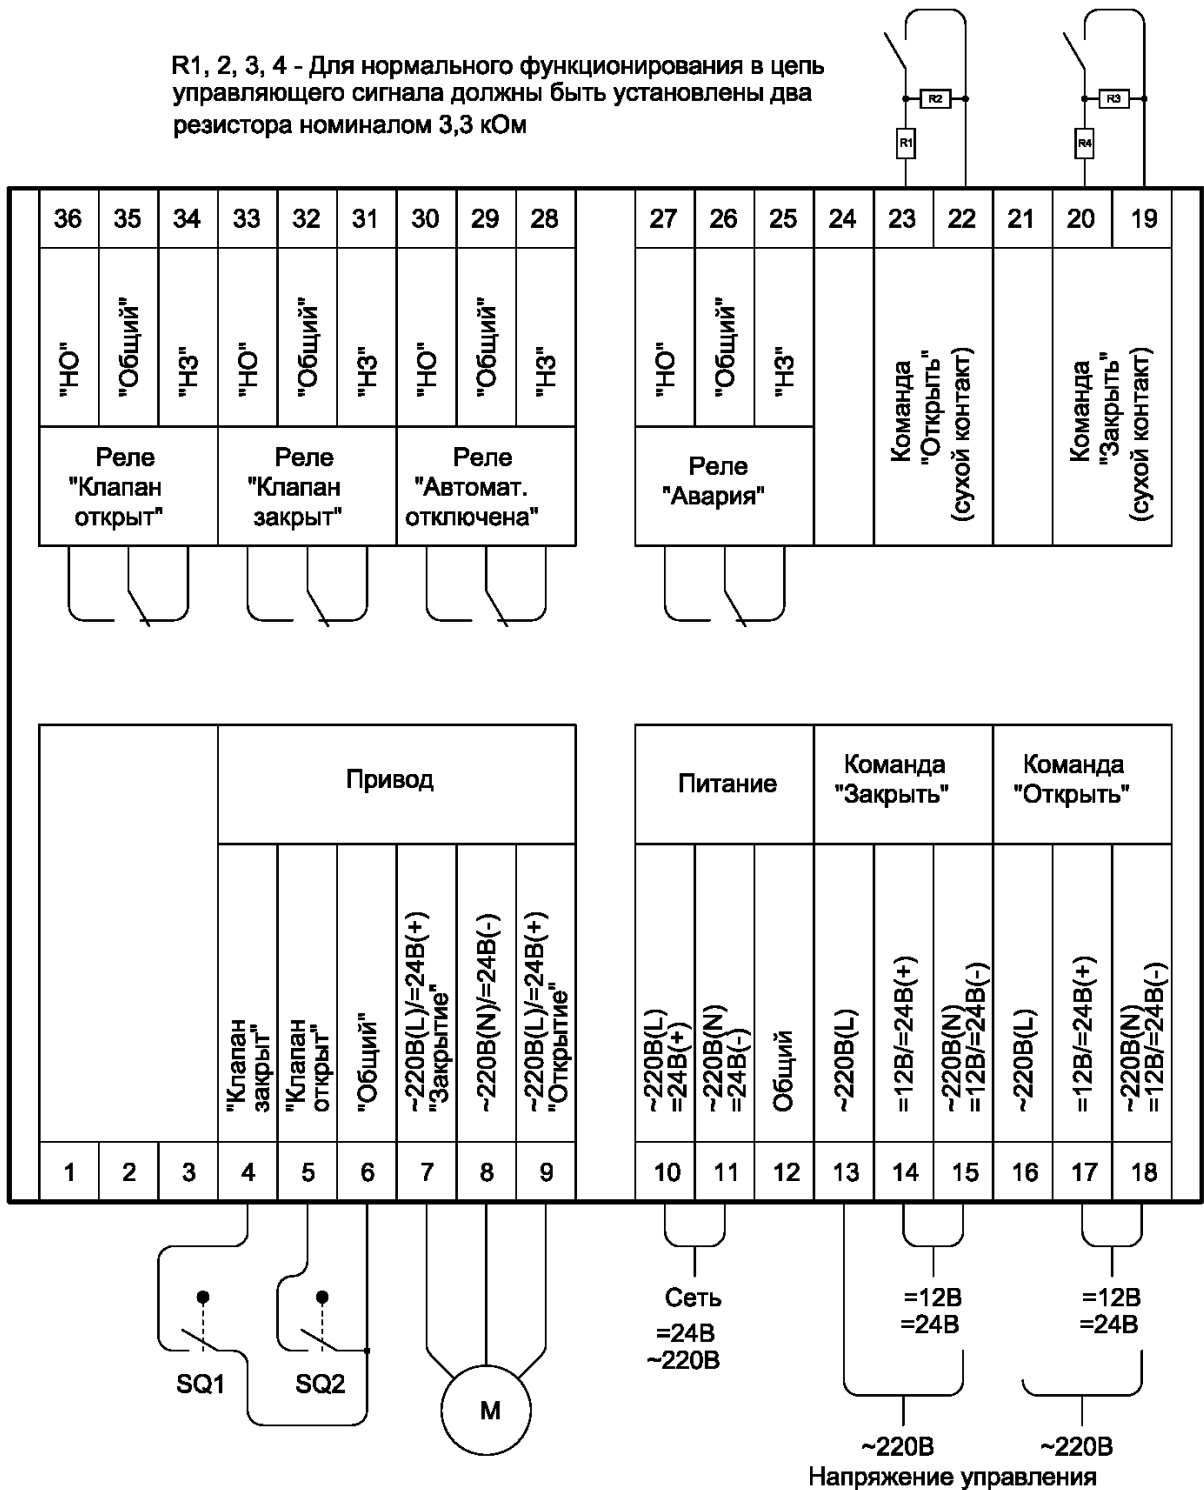 R1, 2, 3, 4 - Для нормального функционирования в цепь
управляющего сигнала должны быть установлены два
резистора номиналом 3,3 кОм
R2
R1
R3
R4
36 35 34 33 32 31 30 29 28 27 26 25 24 23 22 21 20 19
"НО"
"Общий"
"НЗ"
"НО"
"Общий"
"НЗ"
"НО"
"Общий"
"НЗ"
"НО"
"Общий"
"НЗ"
Команда
"Открыть"
(сухой контакт)
Команда
"Закрыть"
(сухой контакт)
Реле
"Клапан
открыт"
Реле
"Клапан
закрыт"
Реле
"Автомат.
отключена"
Реле
"Авария"
Привод
Питание
Команда
"Закрыть"
Команда
"Открыть"
"Клапан
закрыт"
"Клапан
открыт"
"Общий"
~220В(L)/=24В(+)
"Закрытие"
~220В(N)/=24В(-)
~220В(L)/=24В(+)
"Открытие"
~220В(L)
=24В(+)
~220В(N)
=24В(-)
Общий
~220В(L)
=12В/=24В(+)
~220В(N)
=12В/=24В(-)
~220В(L)
=12В/=24В(+)
~220В(N)
=12В/=24В(-)
1 2 3 4 5 6 7 8 9 10 11 12 13 14 15 16 17 18
SQ1
SQ2
M
Сеть
=24В
~220В
=12В
=24В
=12В
=24В
~220В
~220В
Напряжение управления